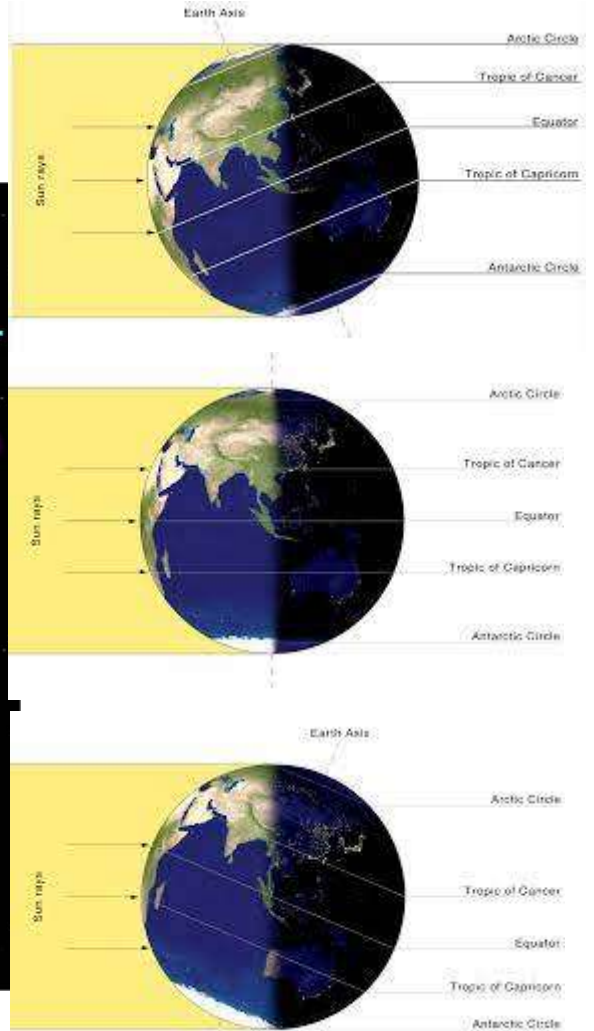 Earth Axis
Arctic Circle
Tropic of Cancer
Equator
Sun rays
Tropic of Capricorn
Antarctic Circle
Arctic Circle
Tropic of Cancer
Sun rays
Equator
Tropic of Capricorn
Antarctic Circle
Earth Axis
Arctic Circle
Sun rays
Tropic of Cancer
Equator
Tropic of Capricorn
Antarctic Circle